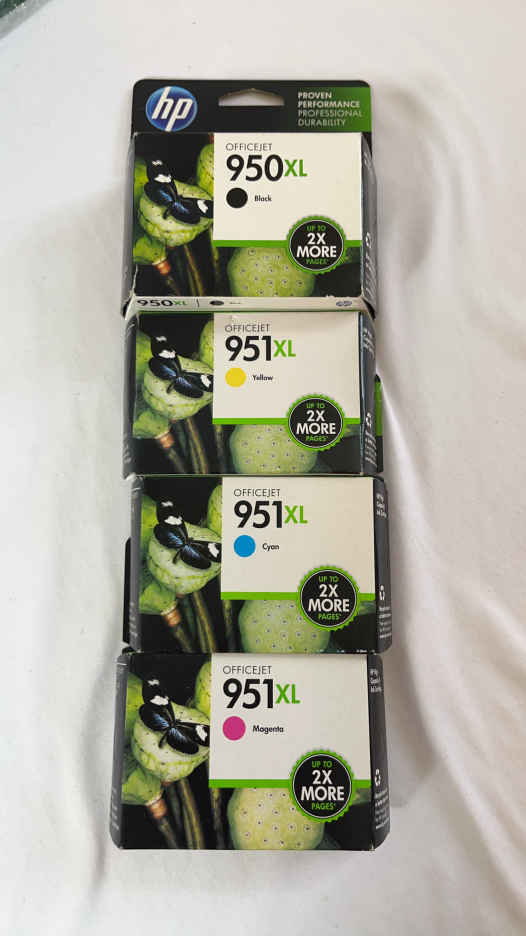 hp
PROVEN
PERFORMANCE
PROFESSIONAL
DURABILITY
OFFICEJET
950XL
Black
UP TO
2X
MORE
PAGES*
950XL
OFFICEJET
951XL
Yellow
UP TO
2X
MORE
PAGES*
OFFICEJET
951XL
Cyan
UP TO
2X
MORE
PAGES*
OFFICEJET
951XL
Magenta
UP TO
2X
MORE
PAGES*